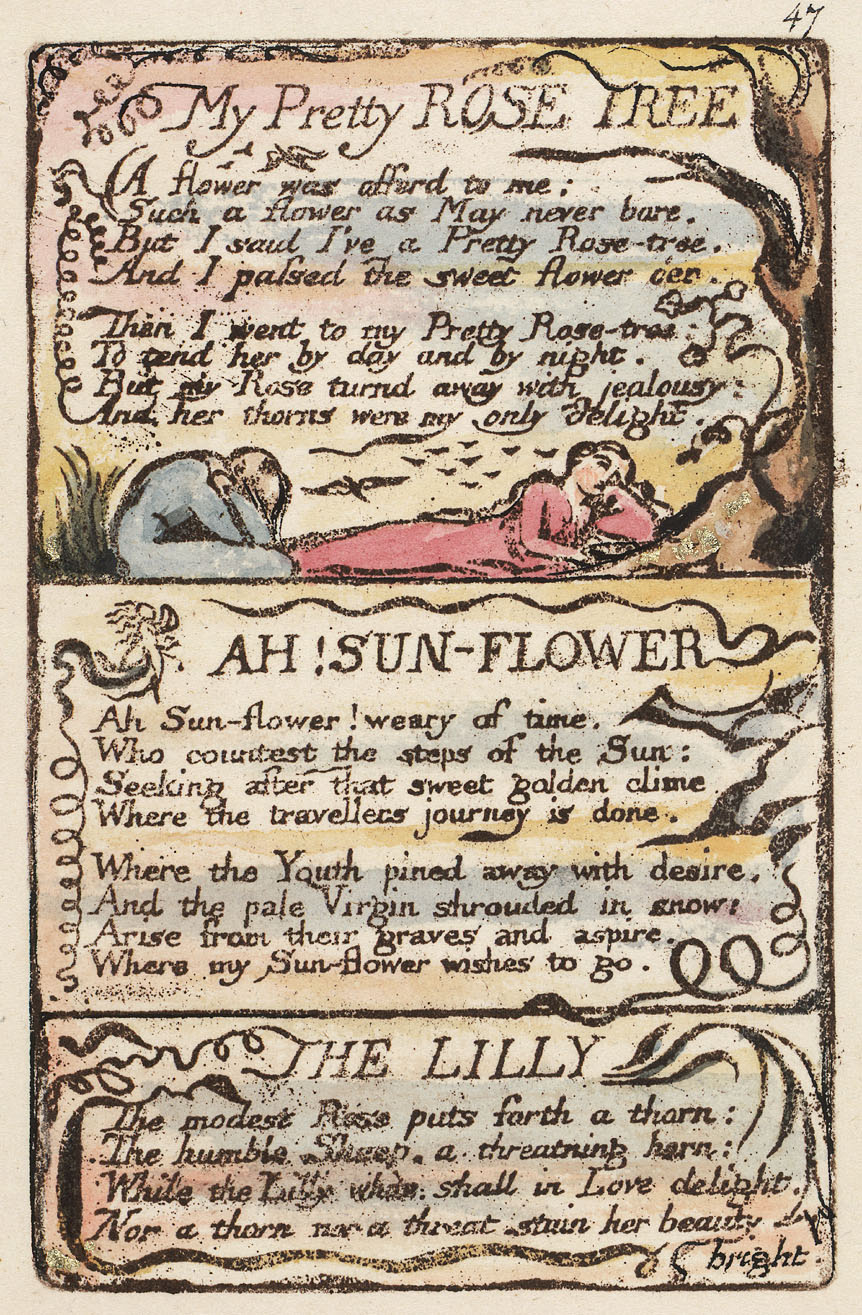 47
My Pretty ROSE TREE
A flower was offerd to me:
Such a flower as May never bore.
But I said I've a Pretty Rose-tree.
And I passed the sweet flower oer.
Then I went to my Pretty Rose-tree:
To tend her by day and by night.
But my Rose turnd away with jealousy:
And her thorns were my only delight.
AH! SUN-FLOWER
Ah Sun-flower! weary of time.
Who countest the steps of the Sun:
Seeking after that sweet golden clime
Where the travellers journey is done.
Where the Youth pined away with desire,
And the pale Virgin shrouded in snow:
Arise from their graves and aspire,
Where my Sun-flower wishes to go.
THE LILLY
The modest Rose puts forth a thorn:
The humble Sheep, a threatning horn:
While the Lilly white, shall in Love delight,
Nor a thorn nor a threat stain her beauty
bright.